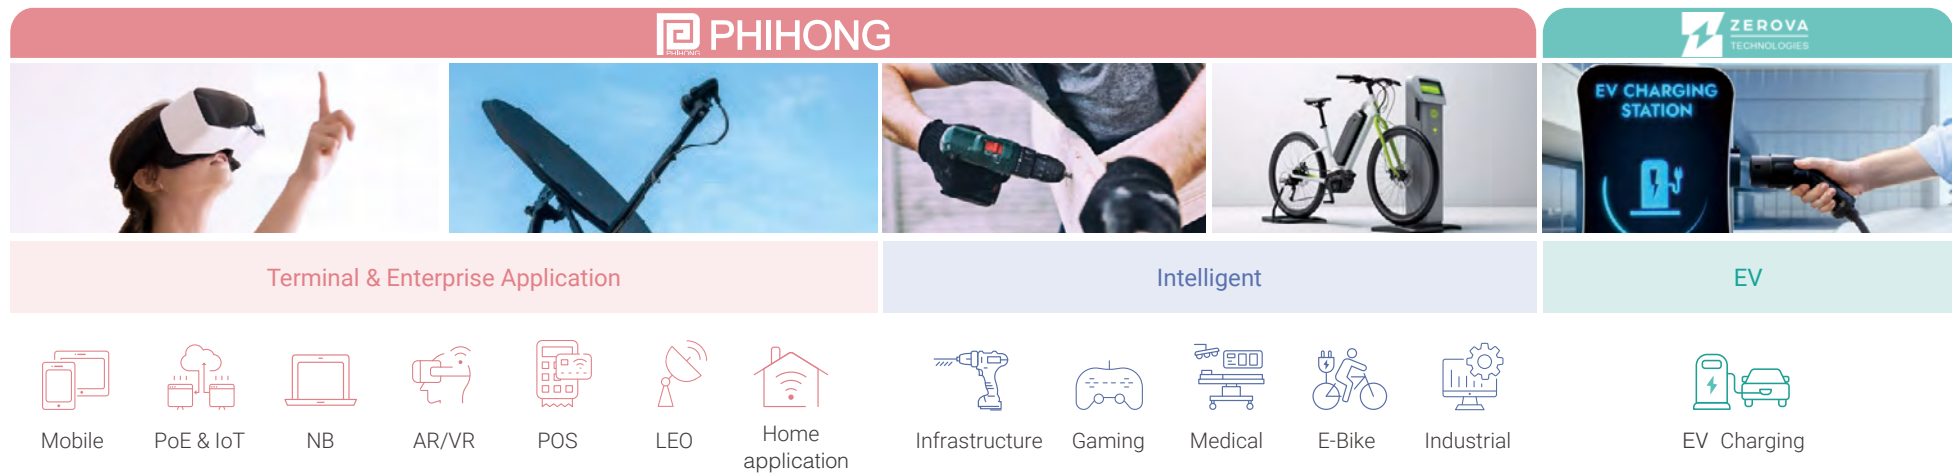 PHIHONG
PHIHONG
ZEROVA
TECHNOLOGIES
EV CHARGING
STATION
Terminal & Enterprise Application
Intelligent
EV
Mobile
PoE & IoT
NB
AR/VR
POS
LEO
Home
application
Infrastructure
Gaming
Medical
E-Bike
Industrial
EV Charging